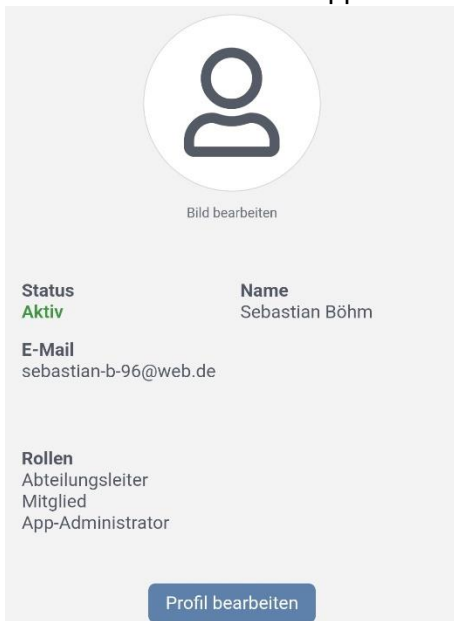 Bild bearbeiten
Status
Aktiv
Name
Sebastian Böhm
E-Mail
sebastian-b-96@web.de
Rollen
Abteilungsleiter
Mitglied
App-Administrator
Profil bearbeiten